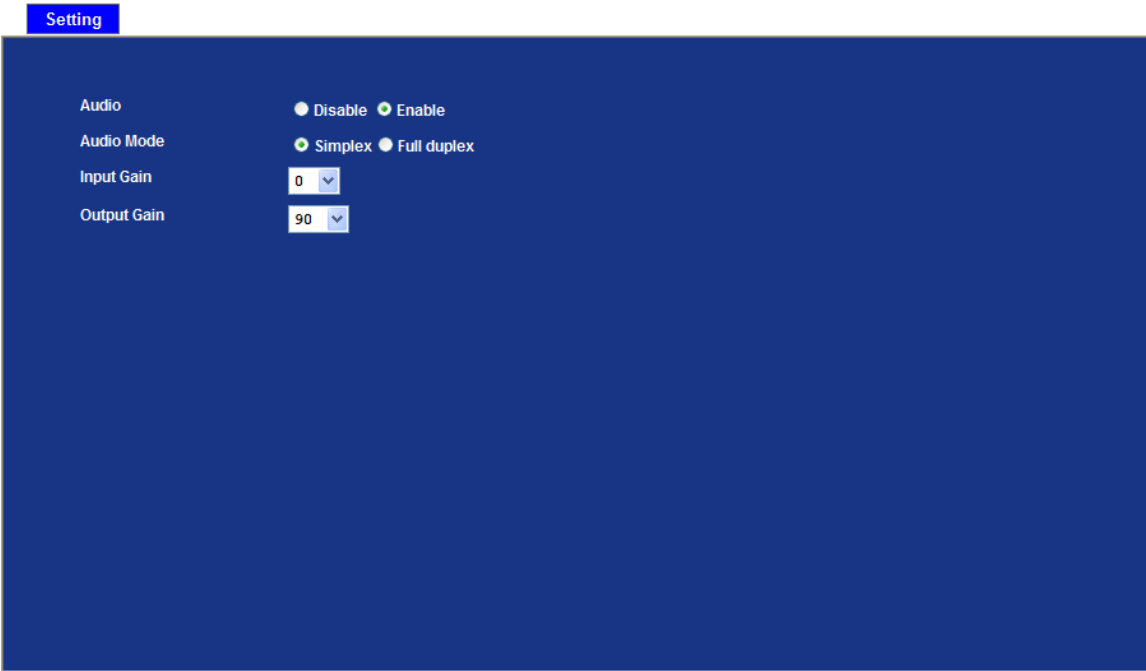 Setting
Audio Disable Enable
Audio Mode Simplex Full duplex
Input Gain 0
Output Gain 90